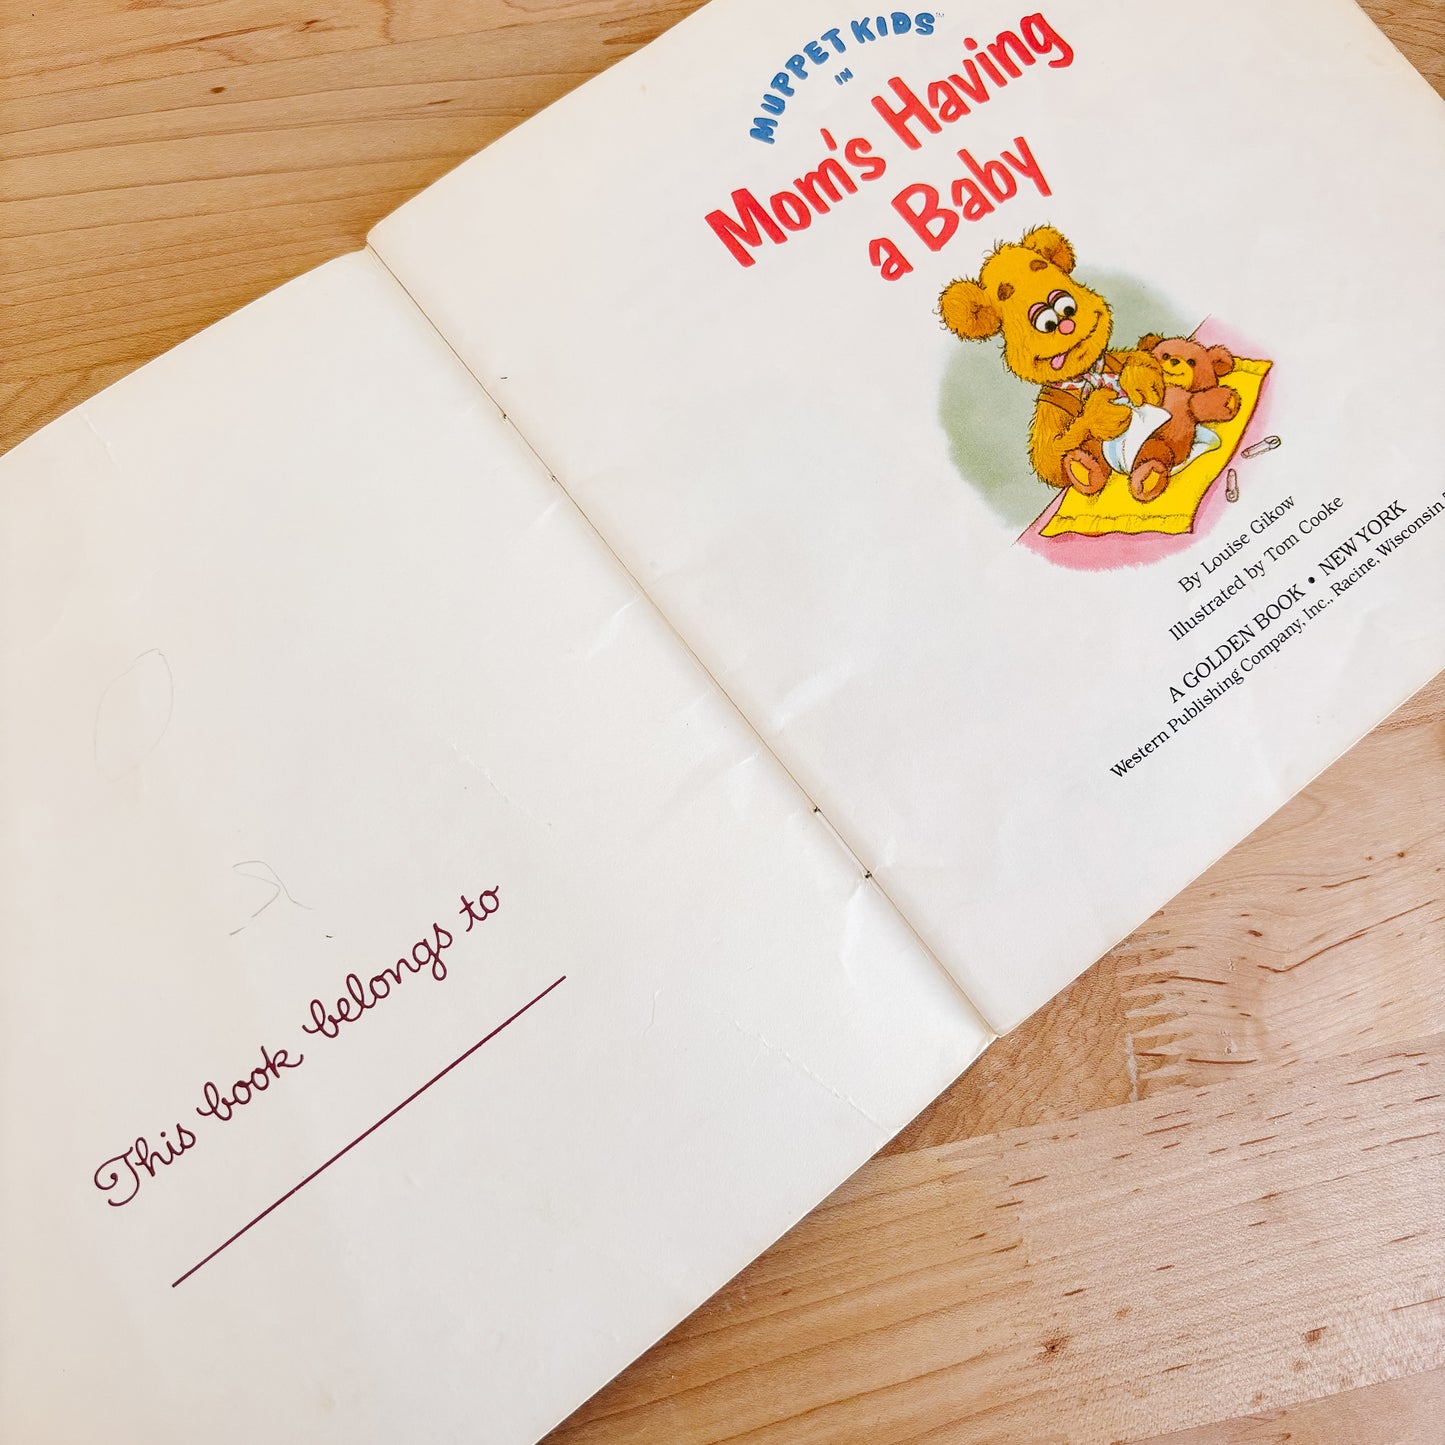 This book belongs to
MUPPET KIDS™
IN
Mom's Having
a Baby
By Louise Gikow
Illustrated by Tom Cooke
A GOLDEN BOOK • NEW YORK
Western Publishing Company, Inc., Racine, Wisconsin